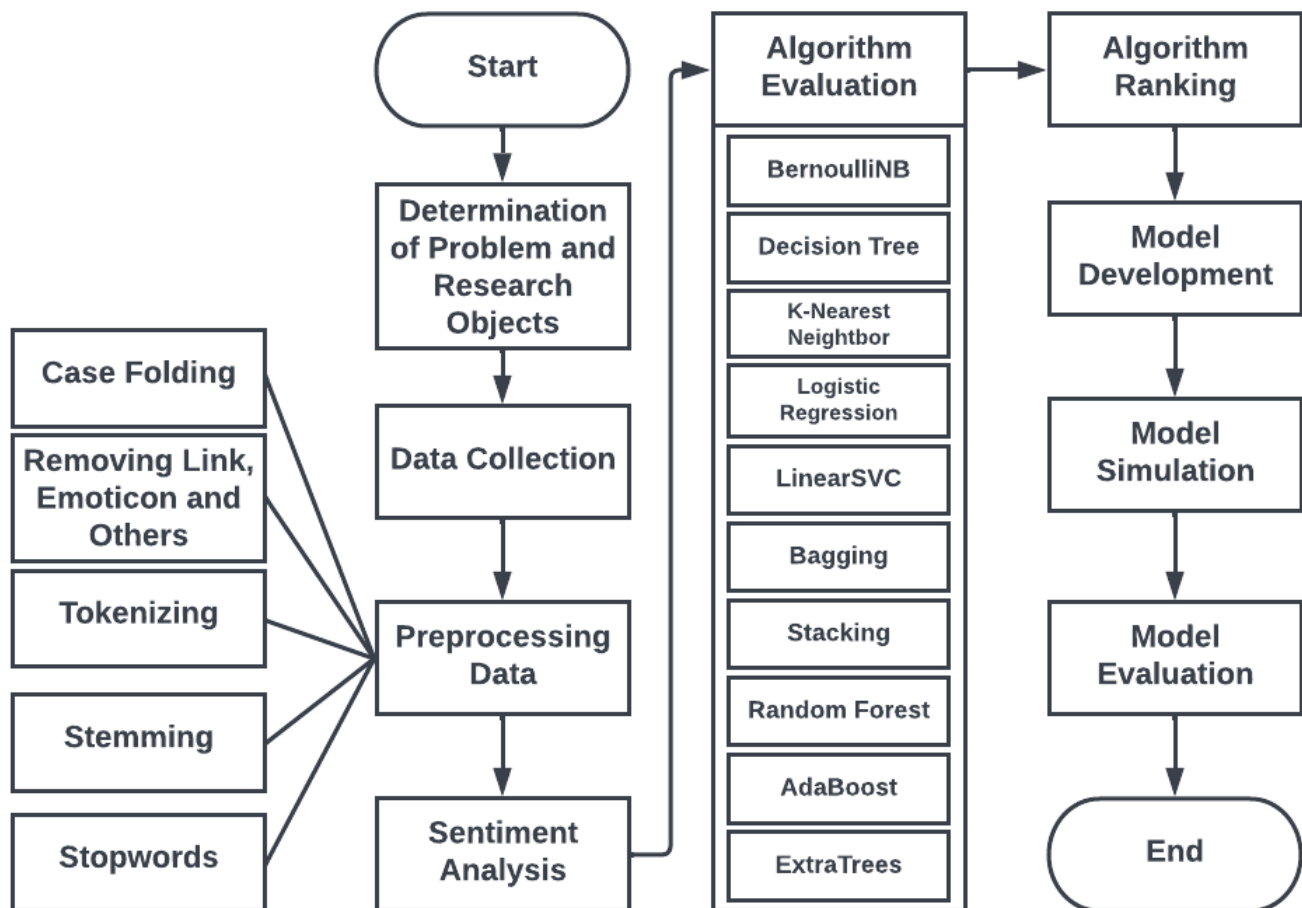 Start
Determination
of Problem and
Research
Objects
Data Collection
Preprocessing
Data
Sentiment
Analysis
Case Folding
Removing Link,
Emoticon and
Others
Tokenizing
Stemming
Stopwords
Algorithm
Evaluation
BernoulliNB
Decision Tree
K-Nearest
Neightbor
Logistic
Regression
LinearSVC
Bagging
Stacking
Random Forest
AdaBoost
ExtraTrees
Algorithm
Ranking
Model
Development
Model
Simulation
Model
Evaluation
End